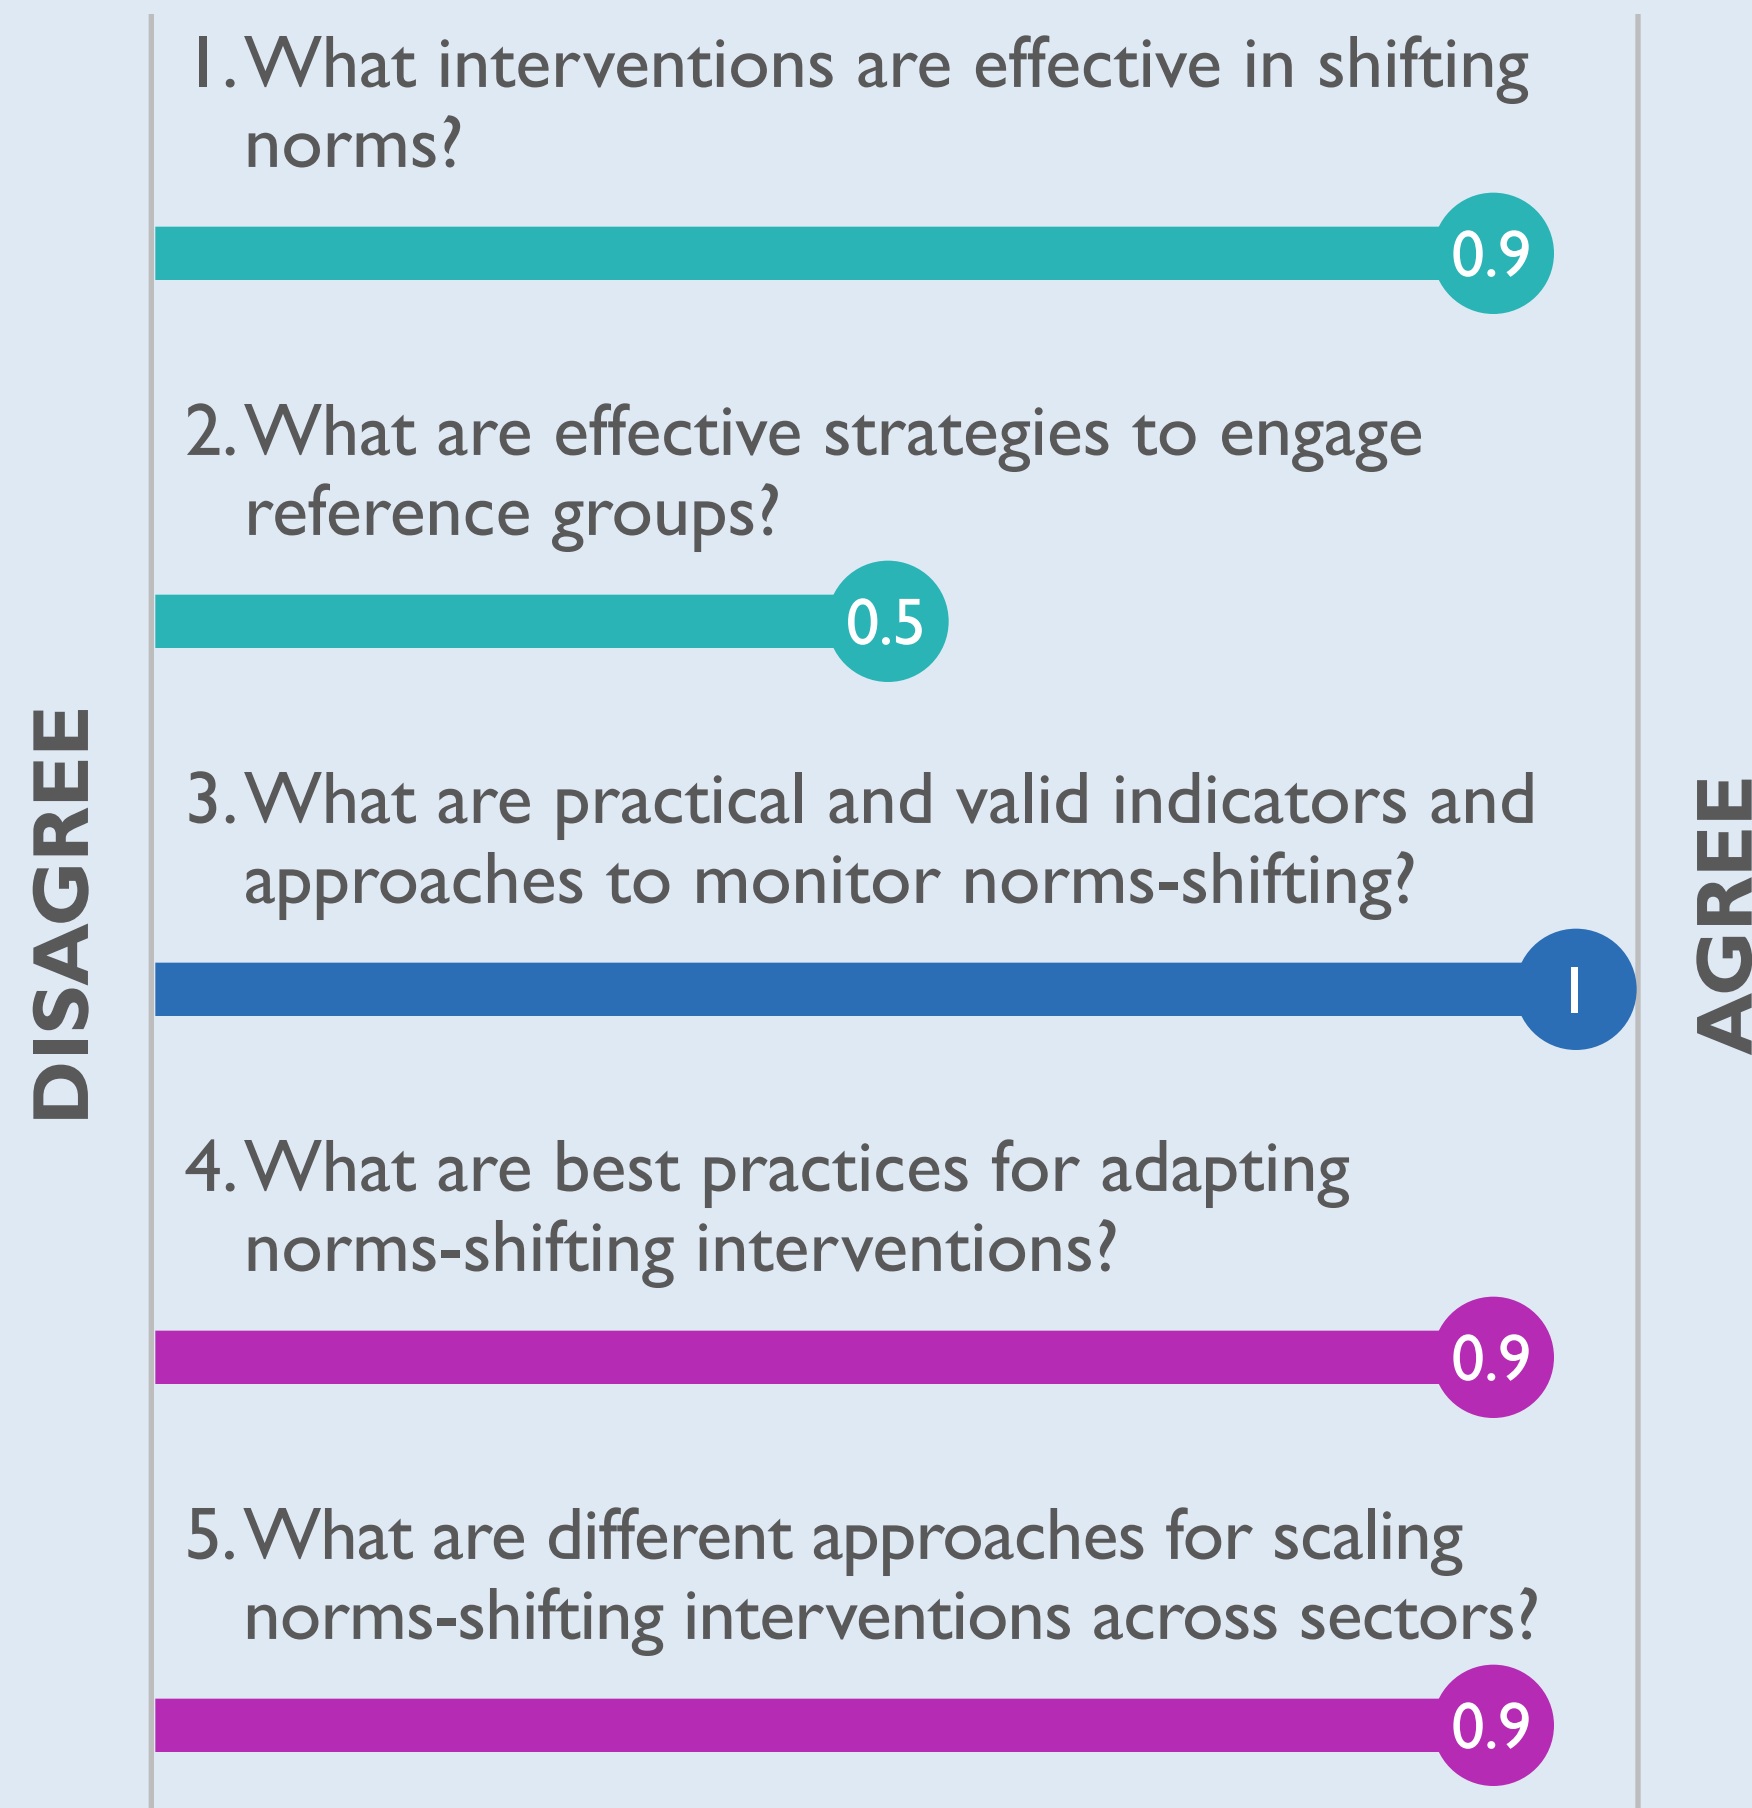 1. What interventions are effective in shifting
norms?
0.9
2. What are effective strategies to engage
reference groups?
0.5
DISAGREE
3. What are practical and valid indicators and
approaches to monitor norms-shifting?
1
AGREE
4. What are best practices for adapting
norms-shifting interventions?
0.9
5. What are different approaches for scaling
norms-shifting interventions across sectors?
0.9